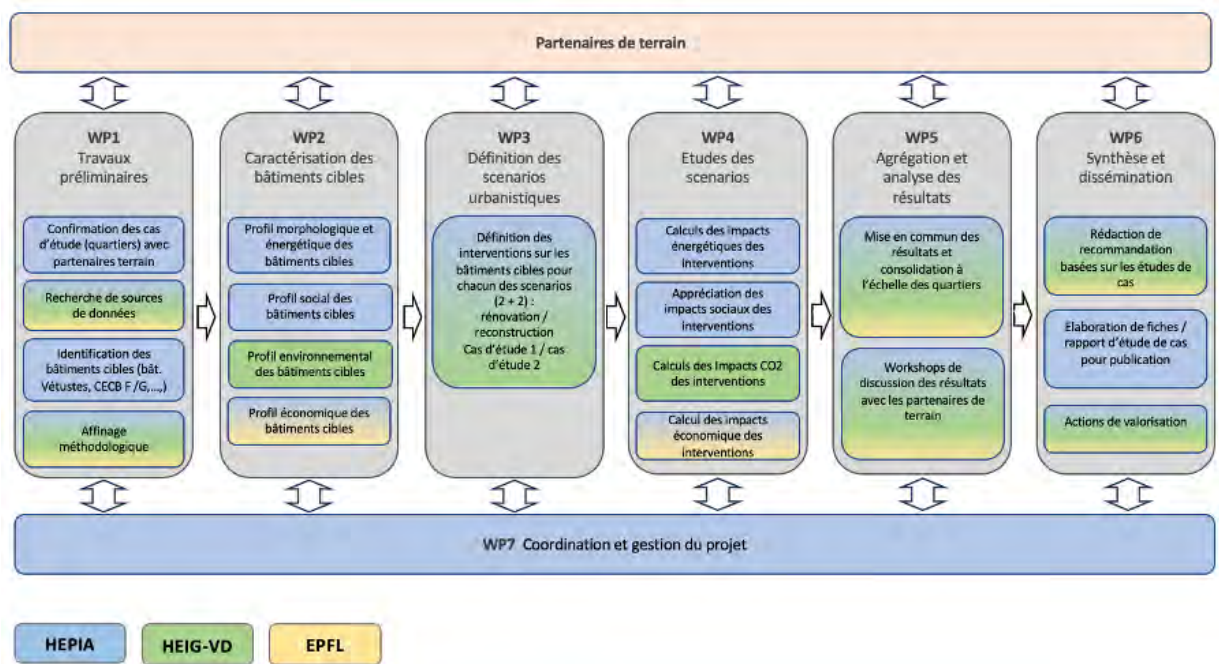 Partenaires de terrain
WP1
Travaux
préliminaires
Confirmation des cas
d'étude (quartiers) avec
partenaires terrain
Recherche de sources
de données
Identification des
bâtiments cibles (bât.
Vétustes, CECB F /G,...,)
Affinage
méthodologique
WP2
Caractérisation des
bâtiments cibles
Profil morphologique et
énergétique des
bâtiments cibles
Profil social des
bâtiments cibles
Profil environnemental
des bâtiments cibles
Profil économique des
bâtiments cibles
WP3
Définition des
scenarios
urbanistiques
Définition des
interventions sur les
bâtiments cibles pour
chacun des scenarios
(2 + 2) :
rénovation /
reconstruction
Cas d'étude 1 / cas
d'étude 2
WP4
Etudes des
scenarios
Calculs des impacts
énergétiques des
interventions
Appréciation des
impacts sociaux des
interventions
Calculs des Impacts CO2
des interventions
Calcul des impacts
économique des
interventions
WP5
Agrégation et
analyse des
résultats
Mise en commun des
résultats et
consolidation à
l'échelle des quartiers
Workshops de
discussion des résultats
avec les partenaires de
terrain
WP6
Synthèse et
dissémination
Rédaction de
recommandation
basées sur les études de
cas
Elaboration de fiches /
rapport d'étude de cas
pour publication
Actions de valorisation
WP7 Coordination et gestion du projet
HEPIA
HEIG-VD
EPFL